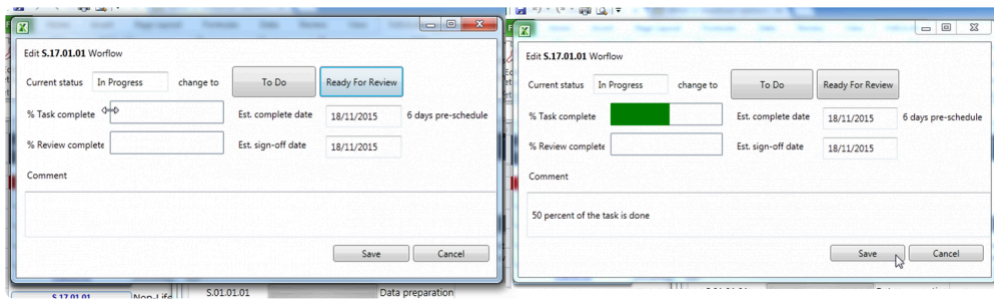 Edit S.17.01.01 Worflow
Current status In Progress change to To Do Ready For Review
% Task complete Est. complete date 18/11/2015 6 days pre-schedule
% Review complete Est. sign-off date 18/11/2015
Comment
Save Cancel
S.17.01.01 Non-Life S.01.01.01 Data preparation
Edit S.17.01.01 Worflow
Current status In Progress change to To Do Ready For Review
% Task complete Est. complete date 18/11/2015 6 days pre-schedule
% Review complete Est. sign-off date 18/11/2015
Comment
50 percent of the task is done
Save Cancel